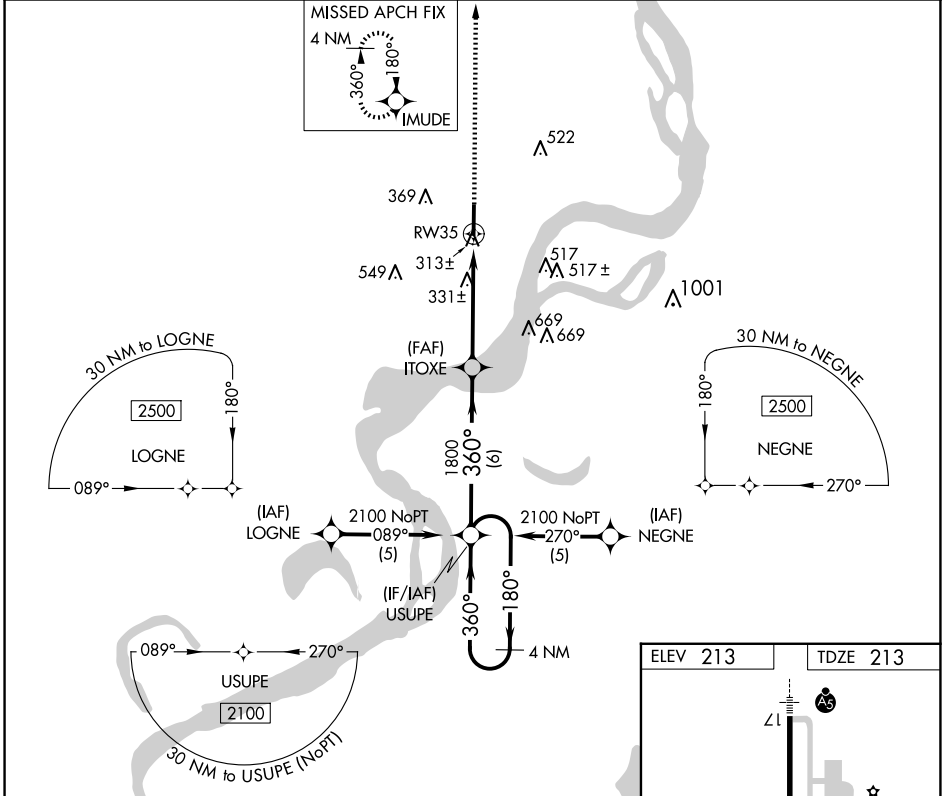 MISSED APCH FIX
4 NM
360°
180°
IMUDE
522
369
RW35
313±
549
331±
517
517 ±
1001
669
669
(FAF)
ITOXE
30 NM to LOGNE
2500
LOGNE
180°
089°
30 NM to NEGNE
180°
2500
NEGNE
270°
1800
360°
(6)
(IAF)
LOGNE
2100 NoPT
089°
(5)
2100 NoPT
270°
(5)
(IAF)
NEGNE
(IF/IAF)
USUPE
360°
180°
4 NM
089°
270°
USUPE
2100
30 NM to USUPE (NoPT)
ELEV 213
TDZE 213
17
A5